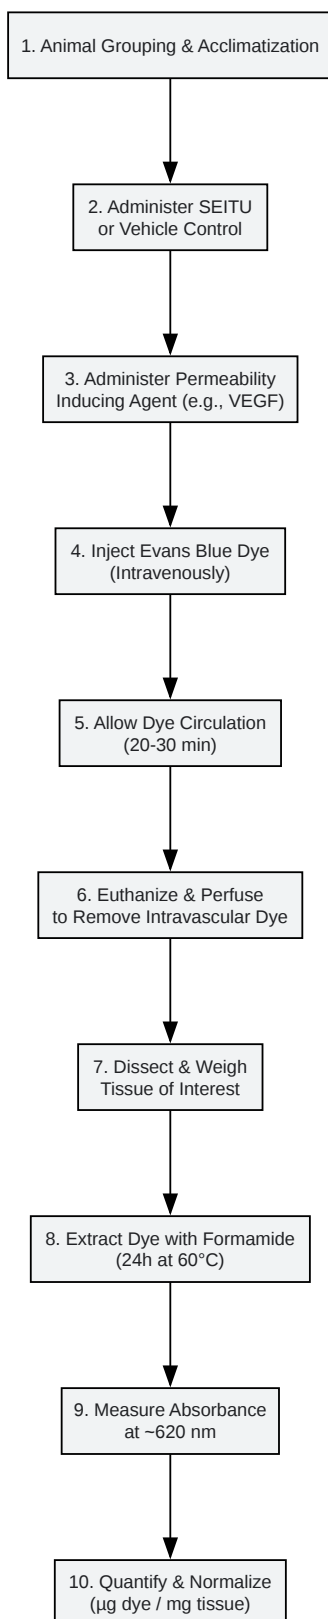 1. Animal Grouping & Acclimatization
2. Administer SEITU
or Vehicle Control
3. Administer Permeability
Inducing Agent (e.g., VEGF)
4. Inject Evans Blue Dye
(Intravenously)
5. Allow Dye Circulation
(20-30 min)
6. Euthanize & Perfuse
to Remove Intravascular Dye
7. Dissect & Weigh
Tissue of Interest
8. Extract Dye with Formamide
(24h at 60°C)
9. Measure Absorbance
at ~620 nm
10. Quantify & Normalize
(µg dye / mg tissue)